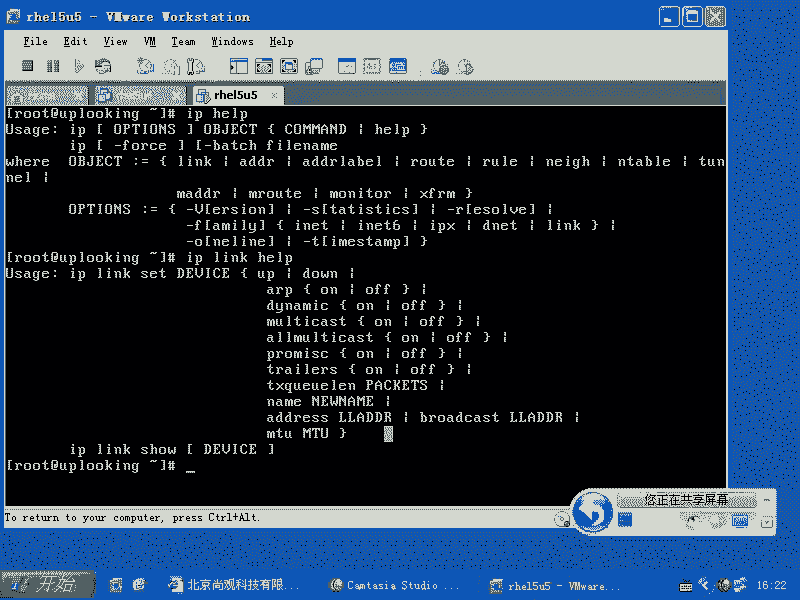 rhel5u5 - VMware Workstation
File Edit View VM Team Windows Help
rhel5u5 ×
[root@uplooking ~]# ip help
Usage: ip [ OPTIONS ] OBJECT { COMMAND | help }
ip [ -force ] [-batch filename
where OBJECT := { link | addr | addrlabel | route | rule | neigh | ntable | tun
nel |
maddr | mroute | monitor | xfrm }
OPTIONS := { -V[ersion] | -s[tatistics] | -r[esolve] |
-f[amily] { inet | inet6 | ipx | dnet | link } |
-o[neline] | -t[imestamp] }
[root@uplooking ~]# ip link help
Usage: ip link set DEVICE { up | down |
arp { on | off } |
dynamic { on | off } |
multicast { on | off } |
allmulticast { on | off } |
promisc { on | off } |
trailers { on | off } |
txqueuelen PACKETS |
name NEWNAME |
address LLADDR | broadcast LLADDR |
mtu MTU }
ip link show [ DEVICE ]
[root@uplooking ~]# _
您正在共享屏幕
To return to your computer, press Ctrl+Alt.
开始 北京尚观科技有限... Camtasia Studio ... rhel5u5 - VMware... 16:22